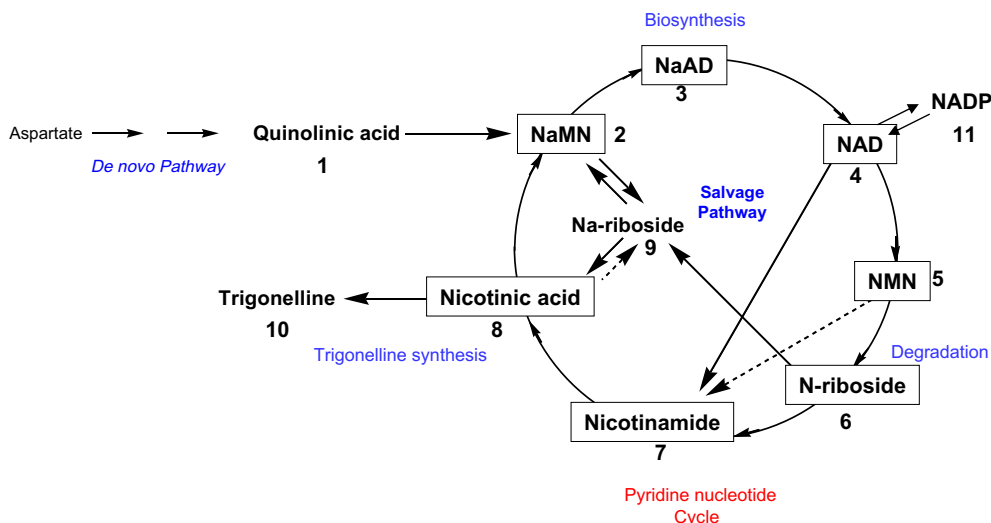 Biosynthesis
NaAD
3
NADP
11
Aspartate
De novo Pathway
Quinolinic acid
1
NaMN
2
NAD
4
Salvage
Pathway
Na-riboside
9
NMN
5
Trigonelline
10
Nicotinic acid
8
Trigonelline synthesis
Degradation
N-riboside
6
Nicotinamide
7
Pyridine nucleotide
Cycle